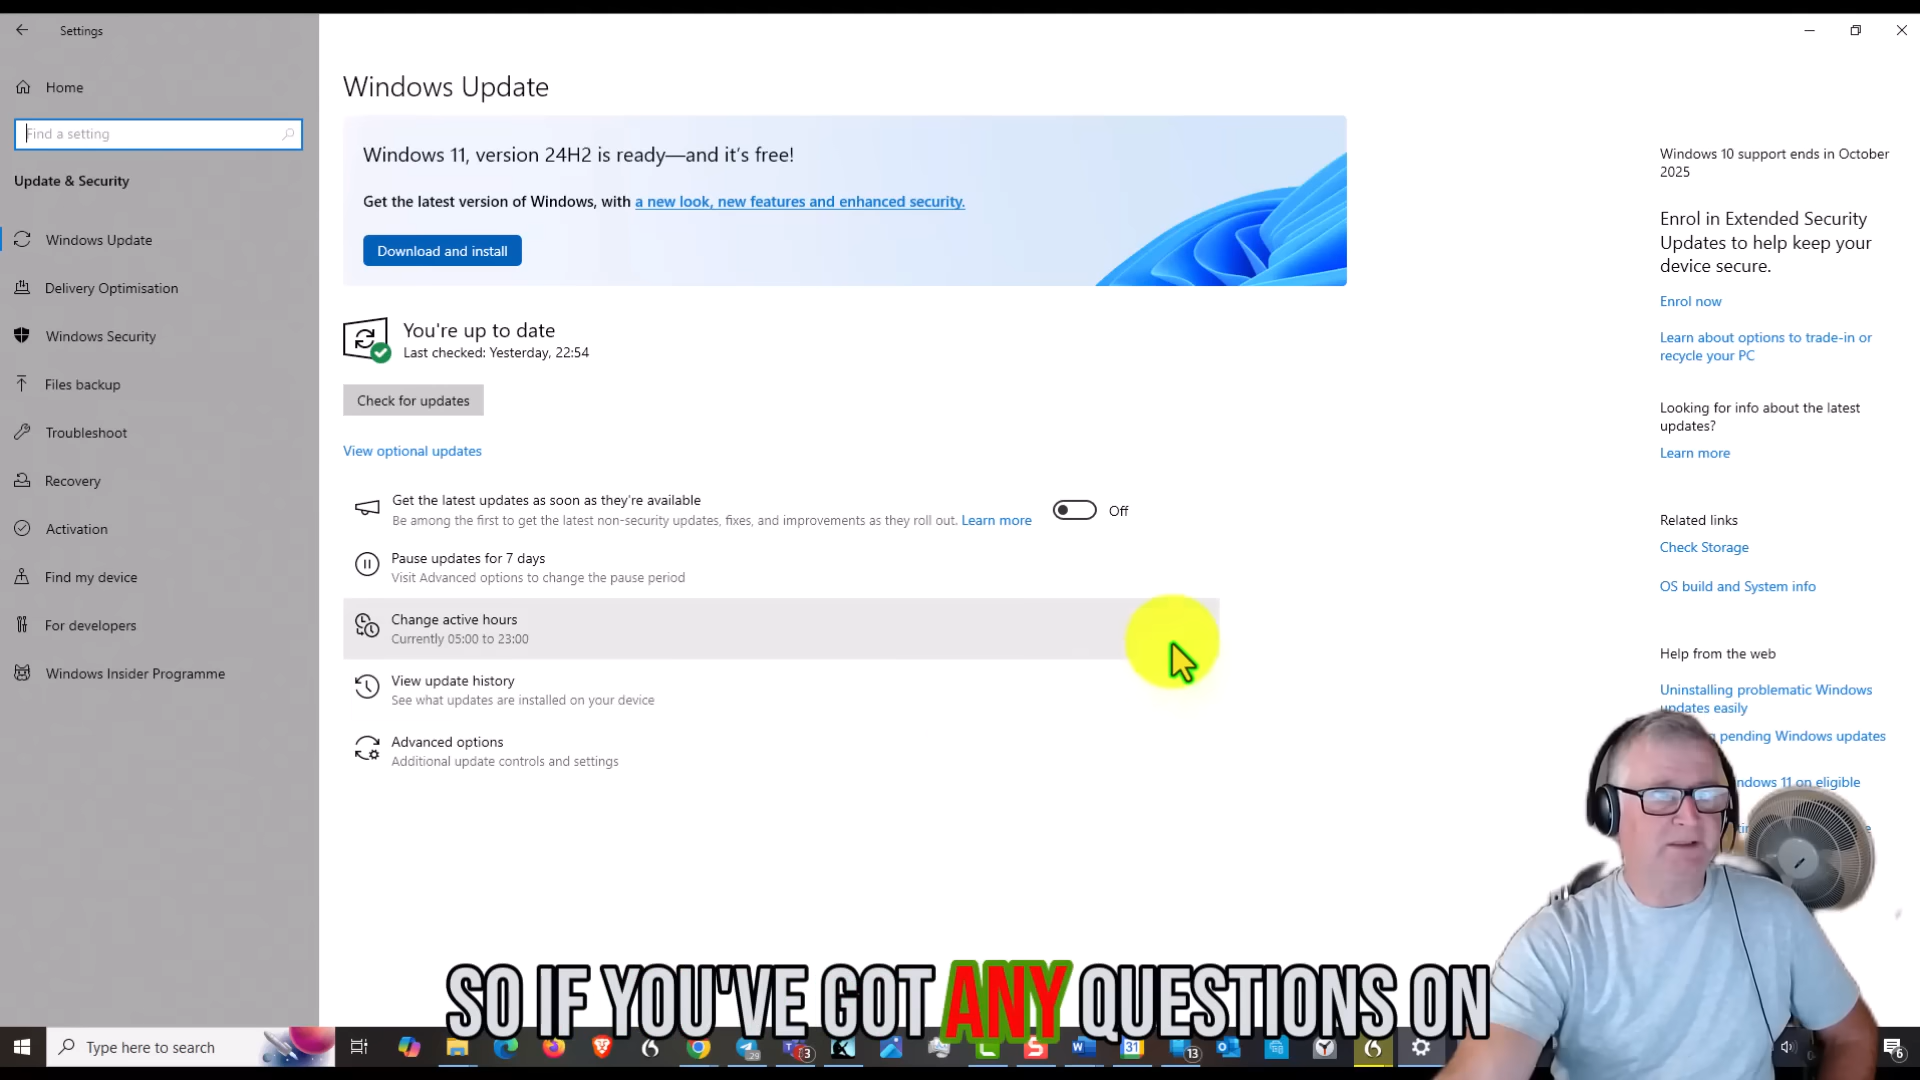 Settings
Home
Find a setting
Update & Security
Windows Update
Delivery Optimisation
Windows Security
Files backup
Troubleshoot
Recovery
Activation
Find my device
For developers
Windows Insider Programme
Windows Update
Windows 11, version 24H2 is ready—and it's free!
Get the latest version of Windows, with a new look, new features and enhanced security.
Download and install
You're up to date
Last checked: Yesterday, 22:54
Check for updates
View optional updates
Get the latest updates as soon as they're available
Be among the first to get the latest non-security updates, fixes, and improvements as they roll out. Learn more
Off
Pause updates for 7 days
Visit Advanced options to change the pause period
Change active hours
Currently 05:00 to 23:00
View update history
See what updates are installed on your device
Advanced options
Additional update controls and settings
Windows 10 support ends in October
2025
Enrol in Extended Security
Updates to help keep your
device secure.
Enrol now
Learn about options to trade-in or
recycle your PC
Looking for info about the latest
updates?
Learn more
Related links
Check Storage
OS build and System info
Help from the web
Uninstalling problematic Windows
updates easily
pending Windows updates
11 on eligible
SO IF YOU'VE GOT ANY QUESTIONS ON
Type here to search
29
3
31
13
6